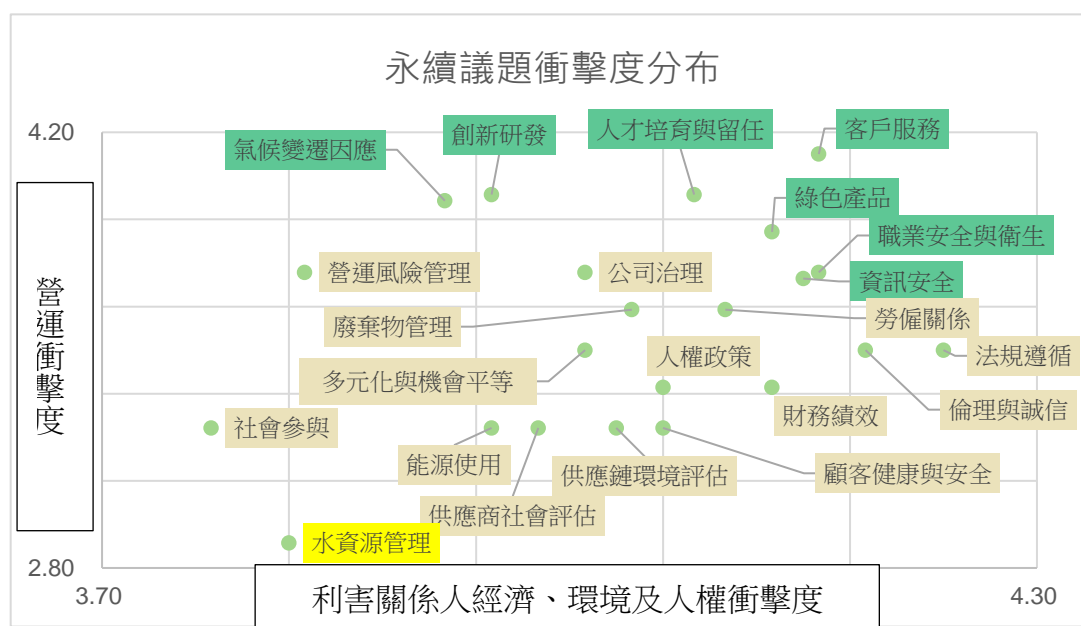 永續議題衝擊度分布
4.20
客戶服務
人才培育與留任
創新研發
氣候變遷因應
綠色產品
職業安全與衛生
營運風險管理
公司治理
資訊安全
廢棄物管理
勞僱關係
人權政策
法規遵循
多元化與機會平等
倫理與誠信
財務績效
社會參與
能源使用
供應鏈環境評估
顧客健康與安全
供應商社會評估
水資源管理
營運衝擊度
2.80
3.70
利害關係人經濟、環境及人權衝擊度
4.30